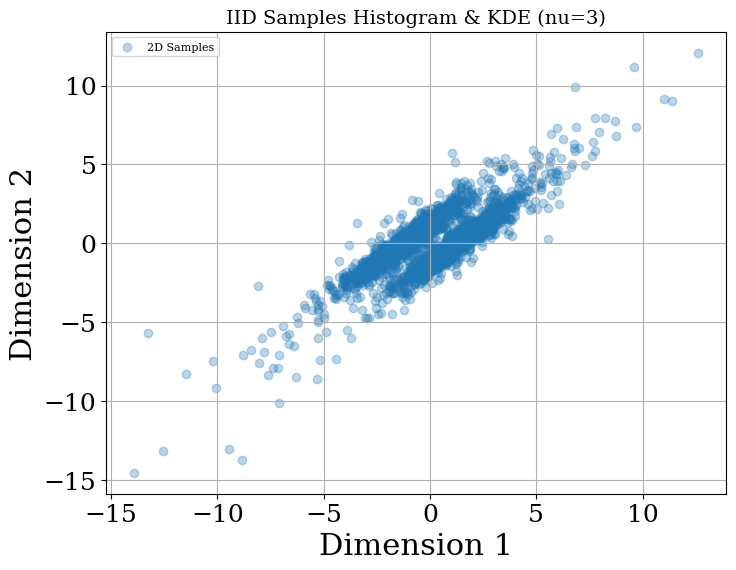 IID Samples Histogram & KDE (nu=3)
2D Samples
10
5
0
−5
−10
−15
Dimension 2
−15 −10 −5 0 5 10
Dimension 1